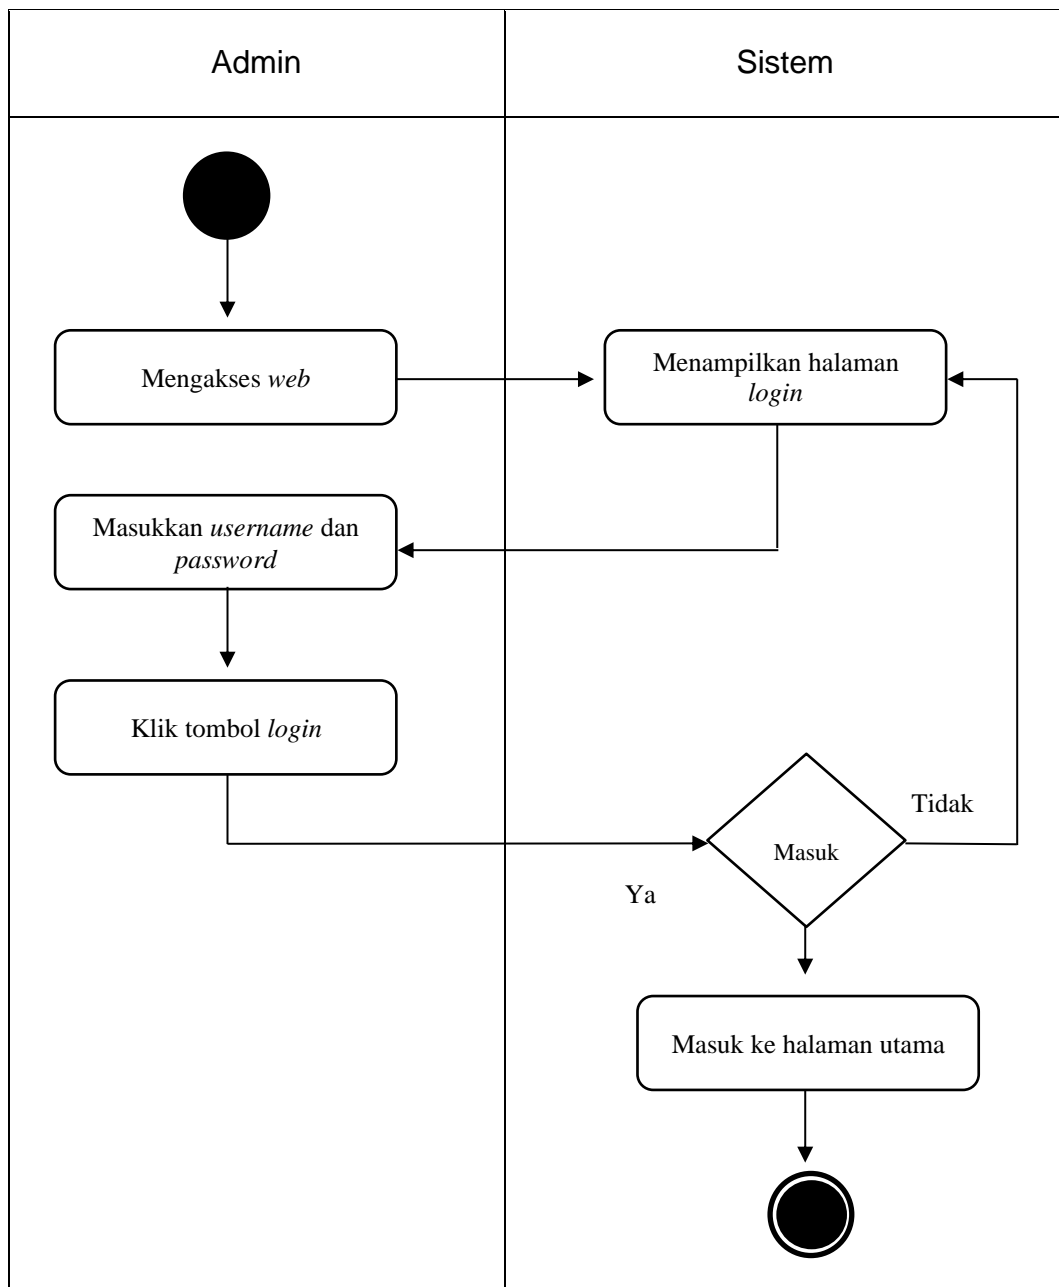 Admin
Sistem
Mengakses web
Menampilkan halaman
login
Masukkan username dan
password
Klik tombol login
Tidak
Masuk
Ya
Masuk ke halaman utama